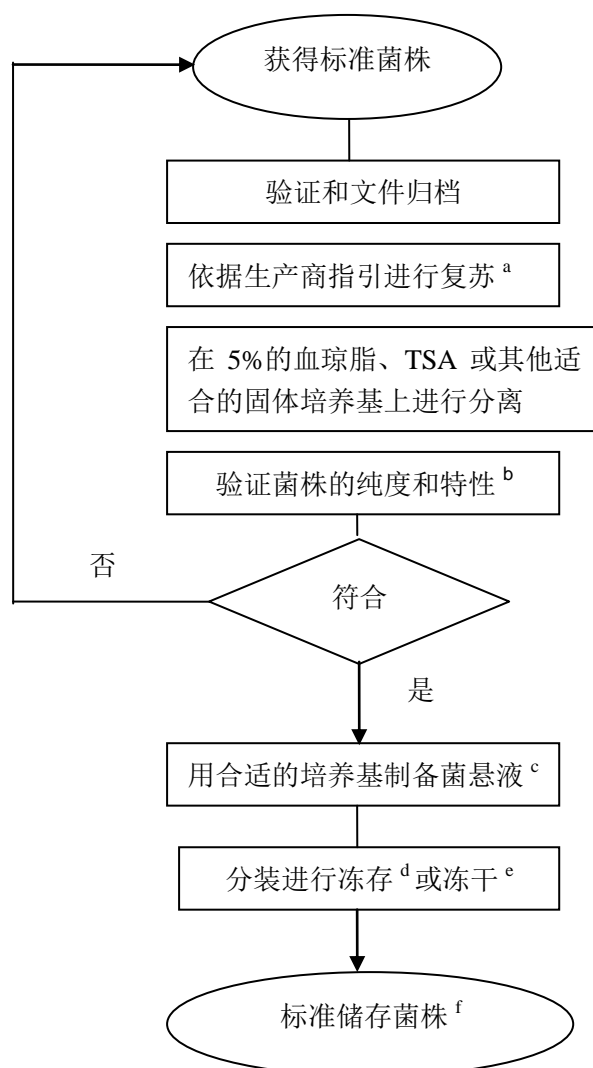 获得标准菌株
验证和文件归档
依据生产商指引进行复苏 a
在 5%的血琼脂、TSA 或其他适
合的固体培养基上进行分离
验证菌株的纯度和特性 b
否
符合
是
用合适的培养基制备菌悬液 c
分装进行冻存 d 或冻干 e
标准储存菌株 f